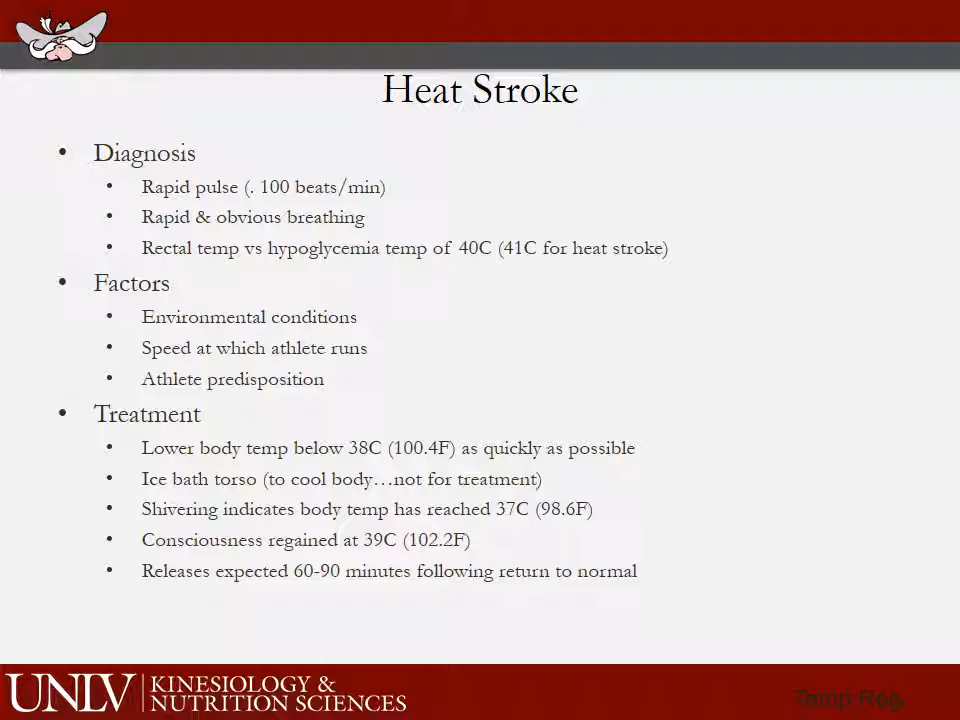 Heat Stroke
• Diagnosis
• Rapid pulse (. 100 beats/min)
• Rapid & obvious breathing
• Rectal temp vs hypoglycemia temp of 40C (41C for heat stroke)
• Factors
• Environmental conditions
• Speed at which athlete runs
• Athlete predisposition
• Treatment
• Lower body temp below 38C (100.4F) as quickly as possible
• Ice bath torso (to cool body…not for treatment)
• Shivering indicates body temp has reached 37C (98.6F)
• Consciousness regained at 39C (102.2F)
• Releases expected 60-90 minutes following return to normal
UNLV
KINESIOLOGY &
NUTRITION SCIENCES
Temp Reg.